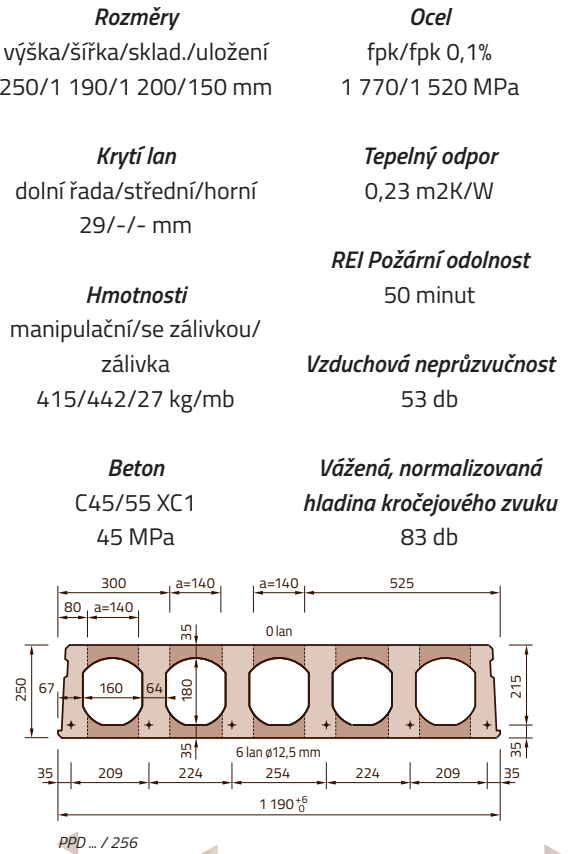 Rozměry
výška/šířka/sklad./uložení
250/1 190/1 200/150 mm
Krytí lan
dolní řada/střední/horní
29/-/- mm
Hmotnosti
manipulační/se zálivkou/
zálivka
415/442/27 kg/mb
Beton
C45/55 XC1
45 MPa
Ocel
fpk/fpk 0,1%
1 770/1 520 MPa
Tepelný odpor
0,23 m2K/W
REI Požární odolnost
50 minut
Vzduchová neprůzvučnost
53 db
Vážená, normalizovaná
hladina kročejového zvuku
83 db
300 a=140 a=140 525
80 a=140
35 0 lan
250 67 160 64 180 215
35 6 lan ø12,5 mm 35
35 209 224 254 224 209 35
1 190 +6 0
PPD ... / 256